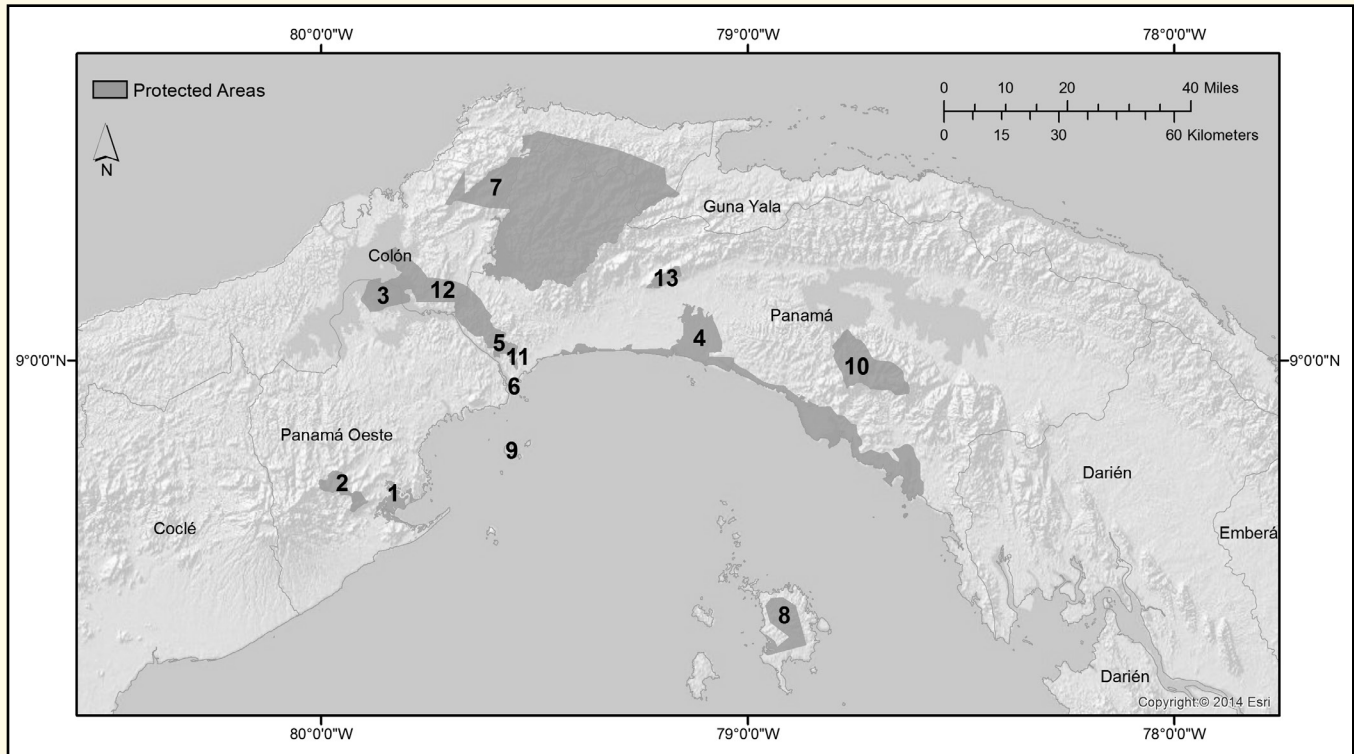 80°0'0"W 79°0'0"W 78°0'0"W
Protected Areas
0 10 20 40 Miles
0 15 30 60 Kilometers
N
7
Guna Yala
Colón
13
12
3
Panamá
4
5
11
9°0'0"N 9°0'0"N
10
6
Panamá Oeste
9
Darién
2
1
Coclé
Emberá
8
Darién
Copyright:© 2014 Esri
80°0'0"W 79°0'0"W 78°0'0"W